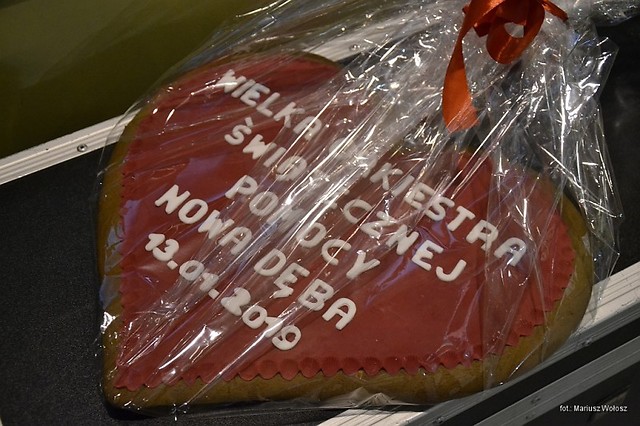 WIELKA ORKIESTRA
ŚWIĄTECZNEJ
POMOCY
NOWA DĘBA
13.01.2019
fot. Mariusz Wołosz